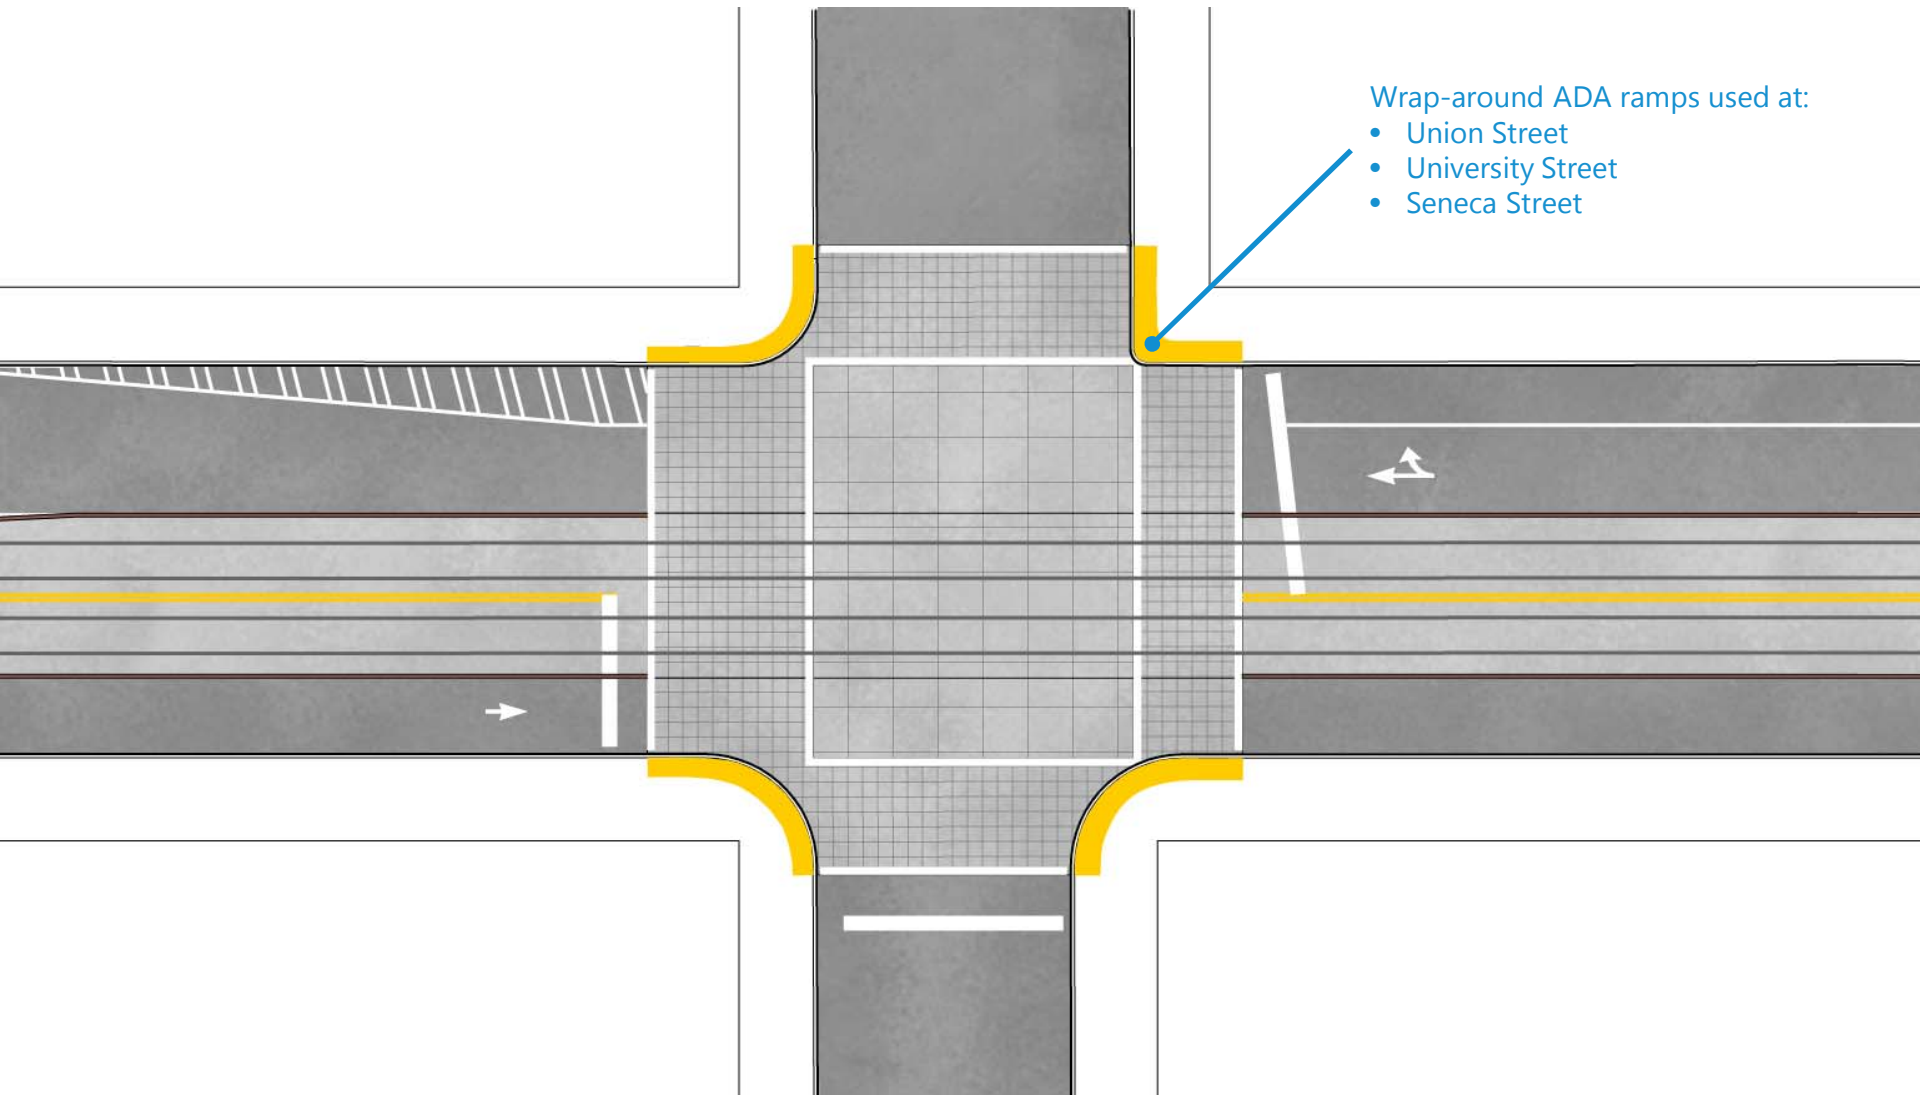 Wrap-around ADA ramps used at:
• Union Street
• University Street
• Seneca Street